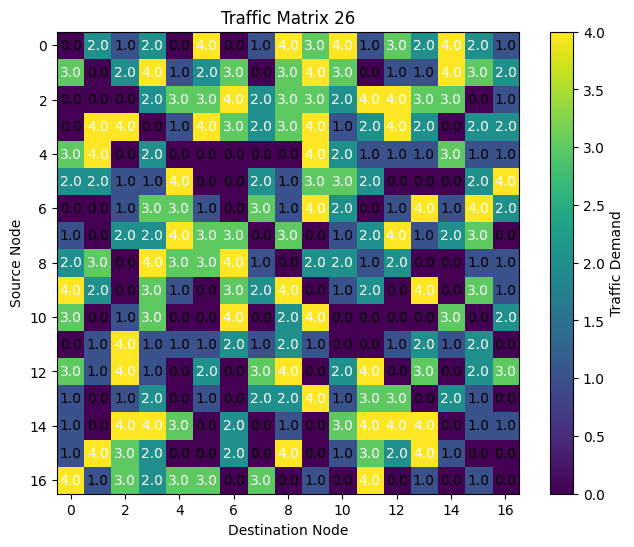 Traffic Matrix 26
0 0.0 2.0 1.0 2.0 0.0 4.0 0.0 1.0 4.0 3.0 4.0 1.0 3.0 2.0 4.0 2.0 1.0
3.0 0.0 2.0 4.0 1.0 2.0 3.0 0.0 3.0 4.0 3.0 0.0 1.0 1.0 4.0 3.0 2.0
2 0.0 0.0 0.0 2.0 3.0 3.0 4.0 2.0 3.0 3.0 2.0 4.0 4.0 3.0 3.0 0.0 1.0
0.0 4.0 4.0 0.0 1.0 4.0 3.0 2.0 3.0 4.0 1.0 2.0 4.0 2.0 0.0 2.0 2.0
4 3.0 4.0 0.0 2.0 0.0 0.0 0.0 0.0 0.0 4.0 2.0 1.0 1.0 1.0 3.0 1.0 1.0
2.0 2.0 1.0 1.0 4.0 0.0 0.0 2.0 1.0 3.0 3.0 2.0 0.0 0.0 0.0 2.0 4.0
6 0.0 0.0 1.0 3.0 3.0 1.0 0.0 3.0 1.0 4.0 2.0 0.0 1.0 4.0 1.0 4.0 2.0
1.0 0.0 2.0 2.0 4.0 3.0 3.0 0.0 3.0 0.0 1.0 2.0 4.0 1.0 2.0 3.0 0.0
8 2.0 3.0 0.0 4.0 3.0 3.0 4.0 1.0 0.0 2.0 2.0 1.0 2.0 0.0 0.0 1.0 1.0
4.0 2.0 0.0 3.0 1.0 0.0 3.0 2.0 4.0 0.0 1.0 2.0 0.0 4.0 0.0 3.0 1.0
10 3.0 0.0 1.0 3.0 0.0 0.0 4.0 0.0 2.0 4.0 0.0 0.0 0.0 0.0 3.0 0.0 2.0
0.0 1.0 4.0 1.0 1.0 1.0 2.0 1.0 2.0 1.0 0.0 0.0 1.0 2.0 1.0 2.0 0.0
12 3.0 1.0 4.0 1.0 0.0 2.0 0.0 3.0 4.0 0.0 2.0 4.0 0.0 3.0 0.0 2.0 3.0
1.0 0.0 1.0 2.0 0.0 1.0 0.0 2.0 2.0 4.0 1.0 3.0 3.0 0.0 2.0 1.0 0.0
14 1.0 0.0 4.0 4.0 3.0 0.0 2.0 0.0 1.0 0.0 3.0 4.0 4.0 4.0 0.0 1.0 1.0
1.0 4.0 3.0 2.0 0.0 0.0 2.0 0.0 4.0 0.0 1.0 3.0 2.0 4.0 1.0 0.0 0.0
16 4.0 1.0 3.0 2.0 3.0 3.0 0.0 3.0 0.0 1.0 0.0 4.0 0.0 1.0 0.0 1.0 0.0
0 2 4 6 8 10 12 14 16
Destination Node
Source Node
4.0
3.5
3.0
2.5
2.0
1.5
1.0
0.5
0.0
Traffic Demand